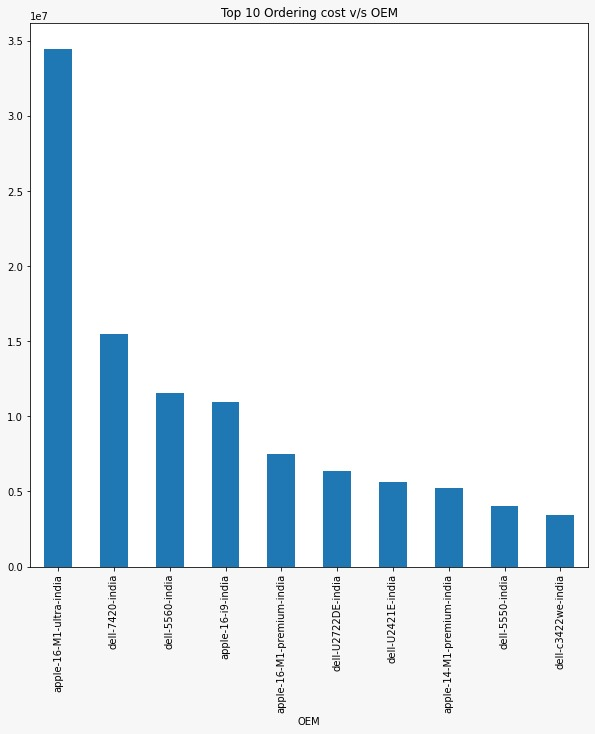 Top 10 Ordering cost v/s OEM
1e7
3.5
3.0
2.5
2.0
1.5
1.0
0.5
0.0
apple-16-M1-ultra-india
dell-7420-india
dell-5560-india
apple-16-i9-india
apple-16-M1-premium-india
dell-U2722DE-india
dell-U2421E-india
apple-14-M1-premium-india
dell-5550-india
dell-c3422we-india
OEM